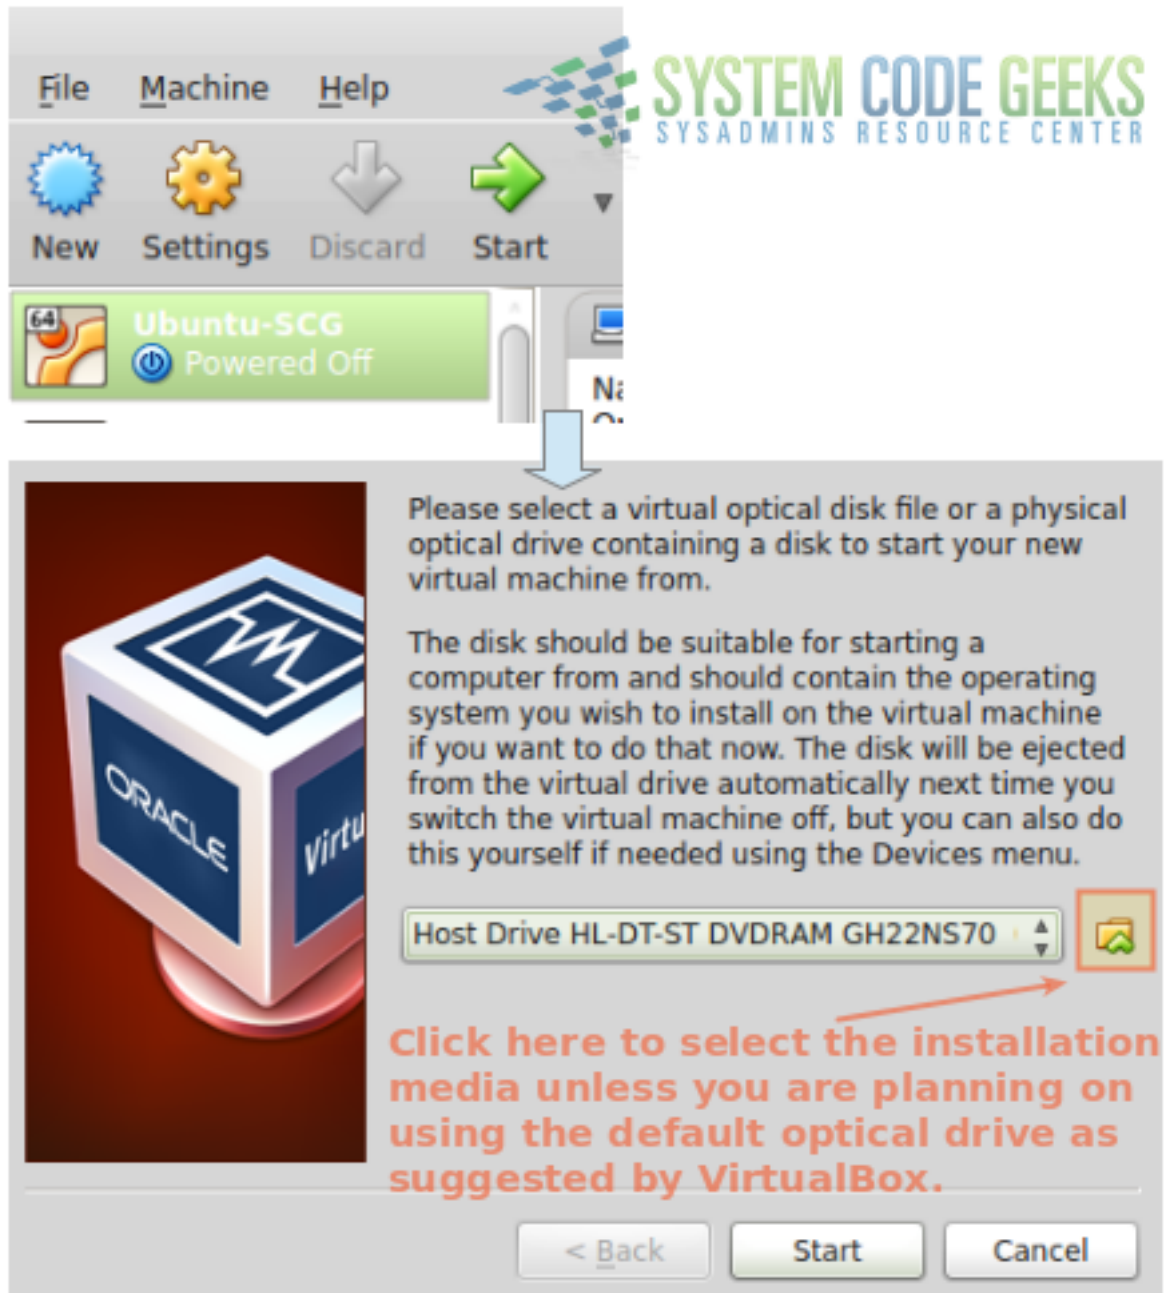 File Machine Help
SYSTEM CODE GEEKS
SYSADMINS RESOURCE CENTER
New Settings Discard Start
64
Ubuntu-SCG
Powered Off
Please select a virtual optical disk file or a physical
optical drive containing a disk to start your new
virtual machine from.
The disk should be suitable for starting a
computer from and should contain the operating
system you wish to install on the virtual machine
if you want to do that now. The disk will be ejected
from the virtual drive automatically next time you
switch the virtual machine off, but you can also do
this yourself if needed using the Devices menu.
ORACLE
Virtu
Host Drive HL-DT-ST DVDRAM GH22NS70
Click here to select the installation
media unless you are planning on
using the default optical drive as
suggested by VirtualBox.
< Back Start Cancel